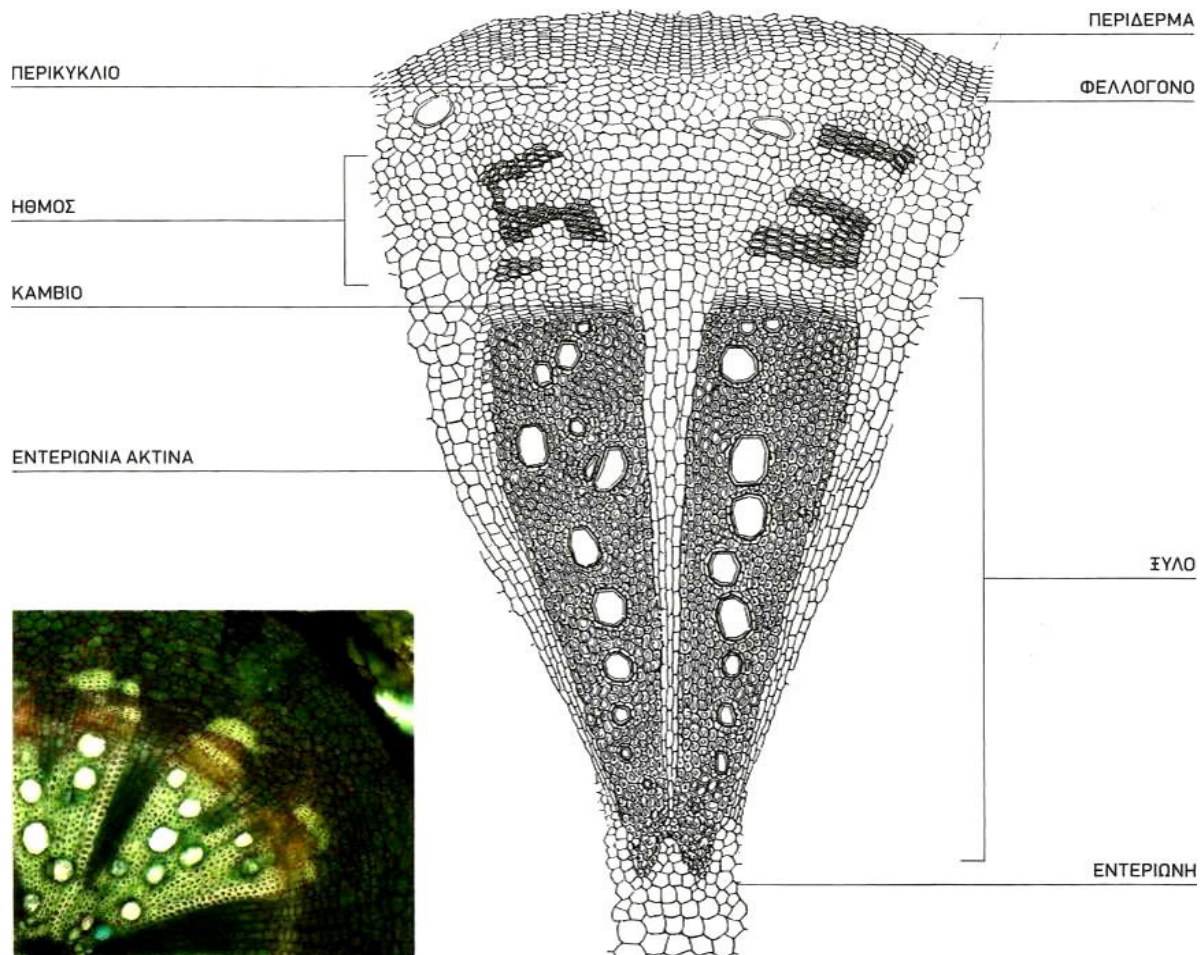 ΠΕΡΙΔΕΡΜΑ
ΠΕΡΙΚΥΚΛΙΟ
ΦΕΛΛΟΓΟΝΟ
ΗΘΜΟΣ
ΚΑΜΒΙΟ
ΕΝΤΕΡΙΩΝΙΑ ΑΚΤΙΝΑ
ΞΥΛΟ
ΕΝΤΕΡΙΩΝΗ